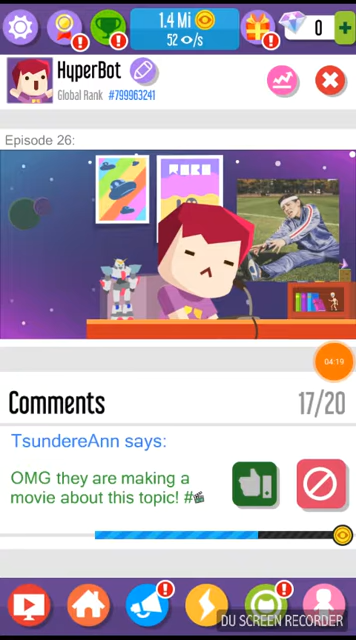 1.4 Mi
52 /s
0
HyperBot
Global Rank #799963241
Episode 26:
04:19
Comments 17/20
TsundereAnn says:
OMG they are making a
movie about this topic! #
DU SCREEN RECORDER